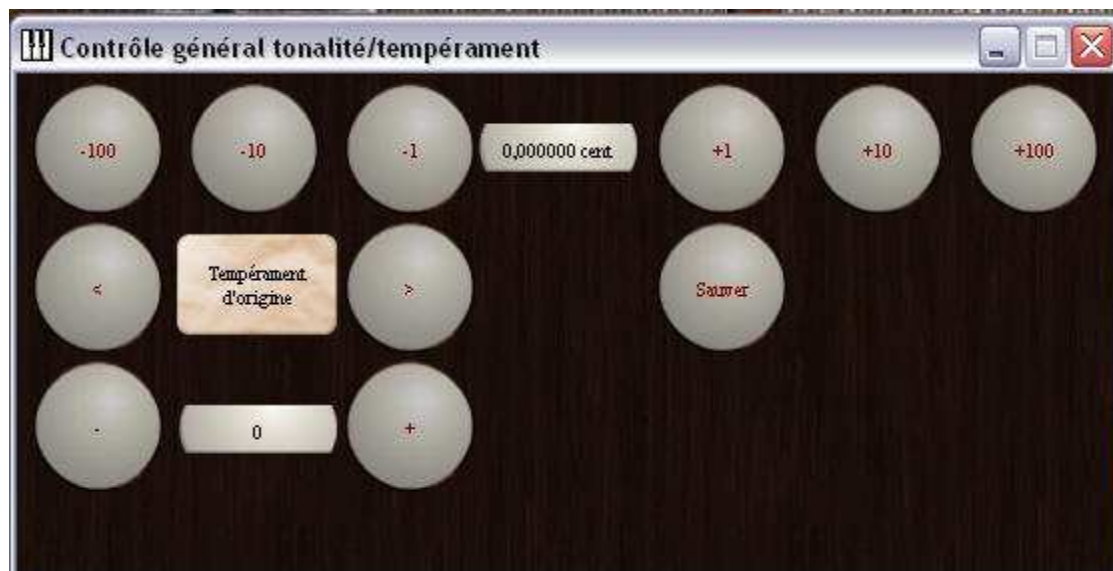 Contrôle général tonalité/tempérament
-100 -10 -1 0,000000 cent +1 +10 +100
< Tempérament
d'origine > Sauver
- 0 +